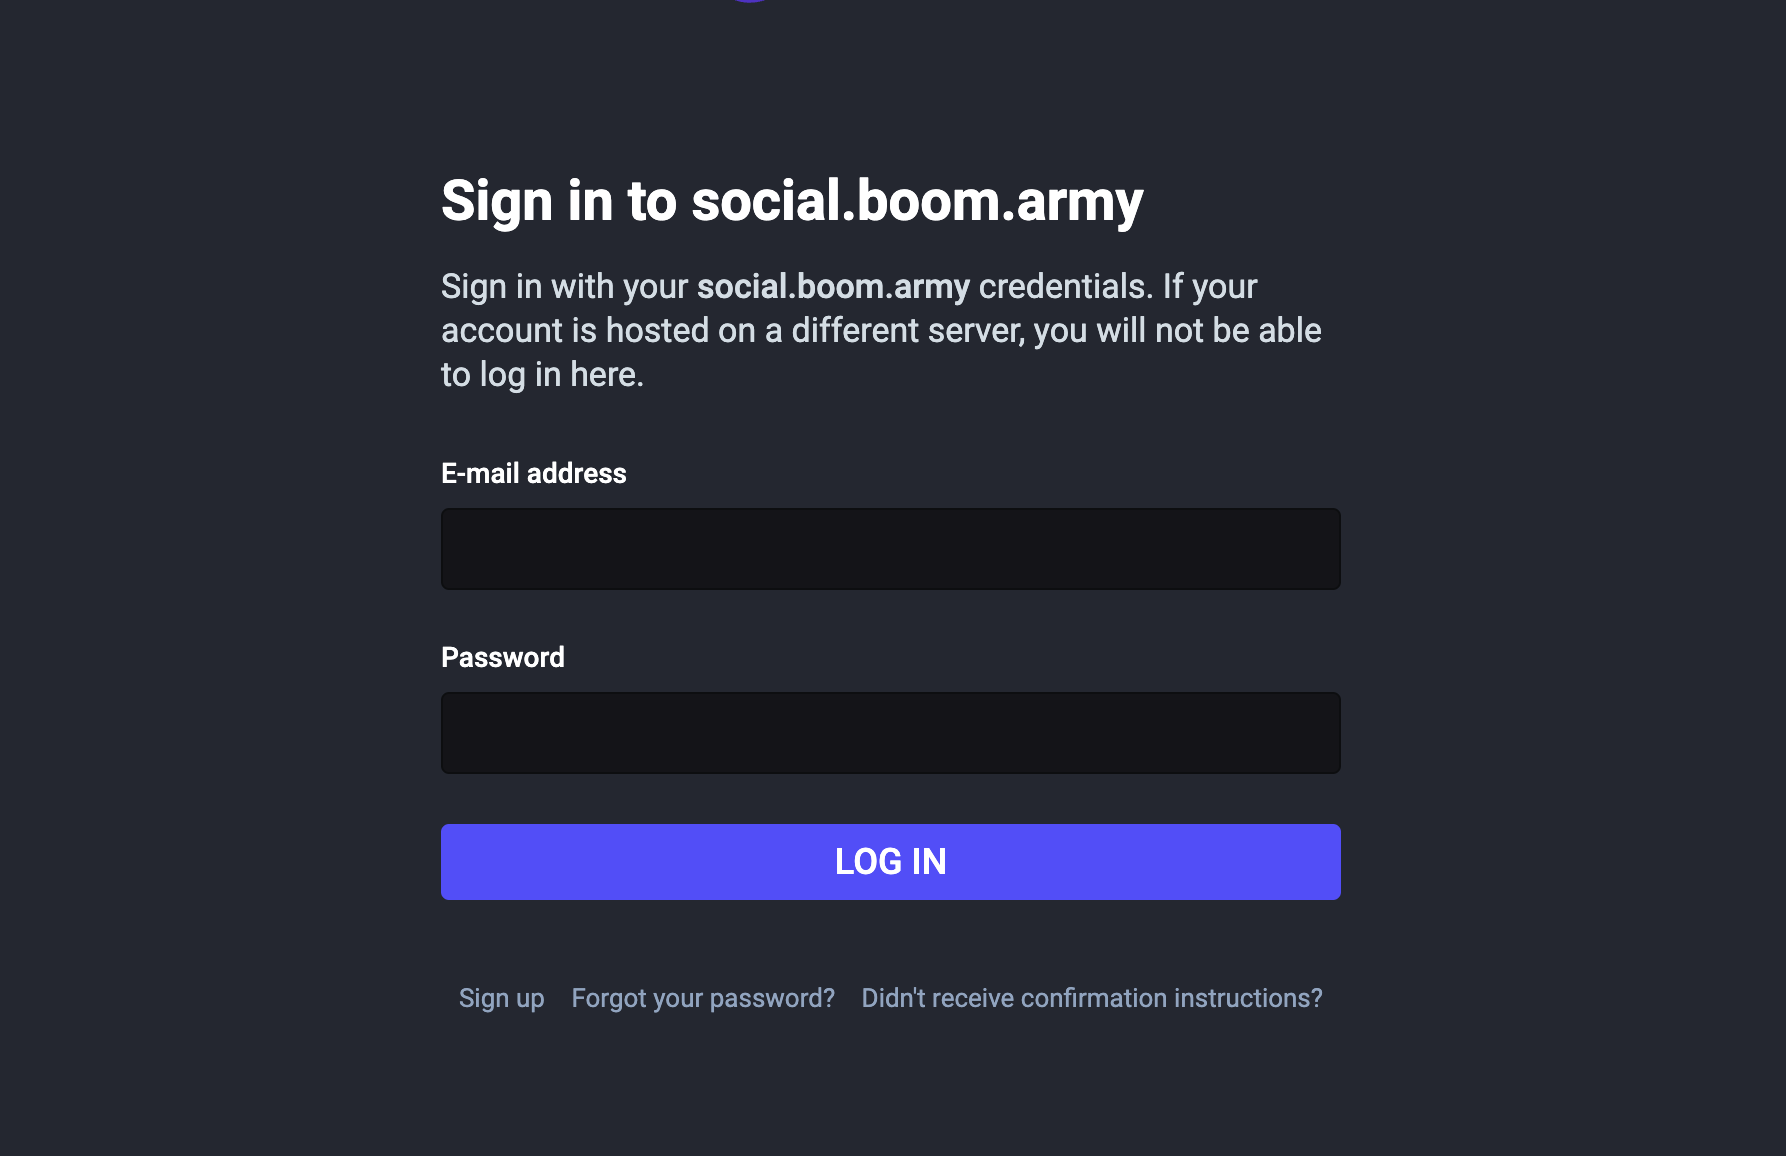 Sign in to social.boom.army
Sign in with your social.boom.army credentials. If your
account is hosted on a different server, you will not be able
to log in here.
E-mail address
Password
LOG IN
Sign up Forgot your password? Didn't receive confirmation instructions?